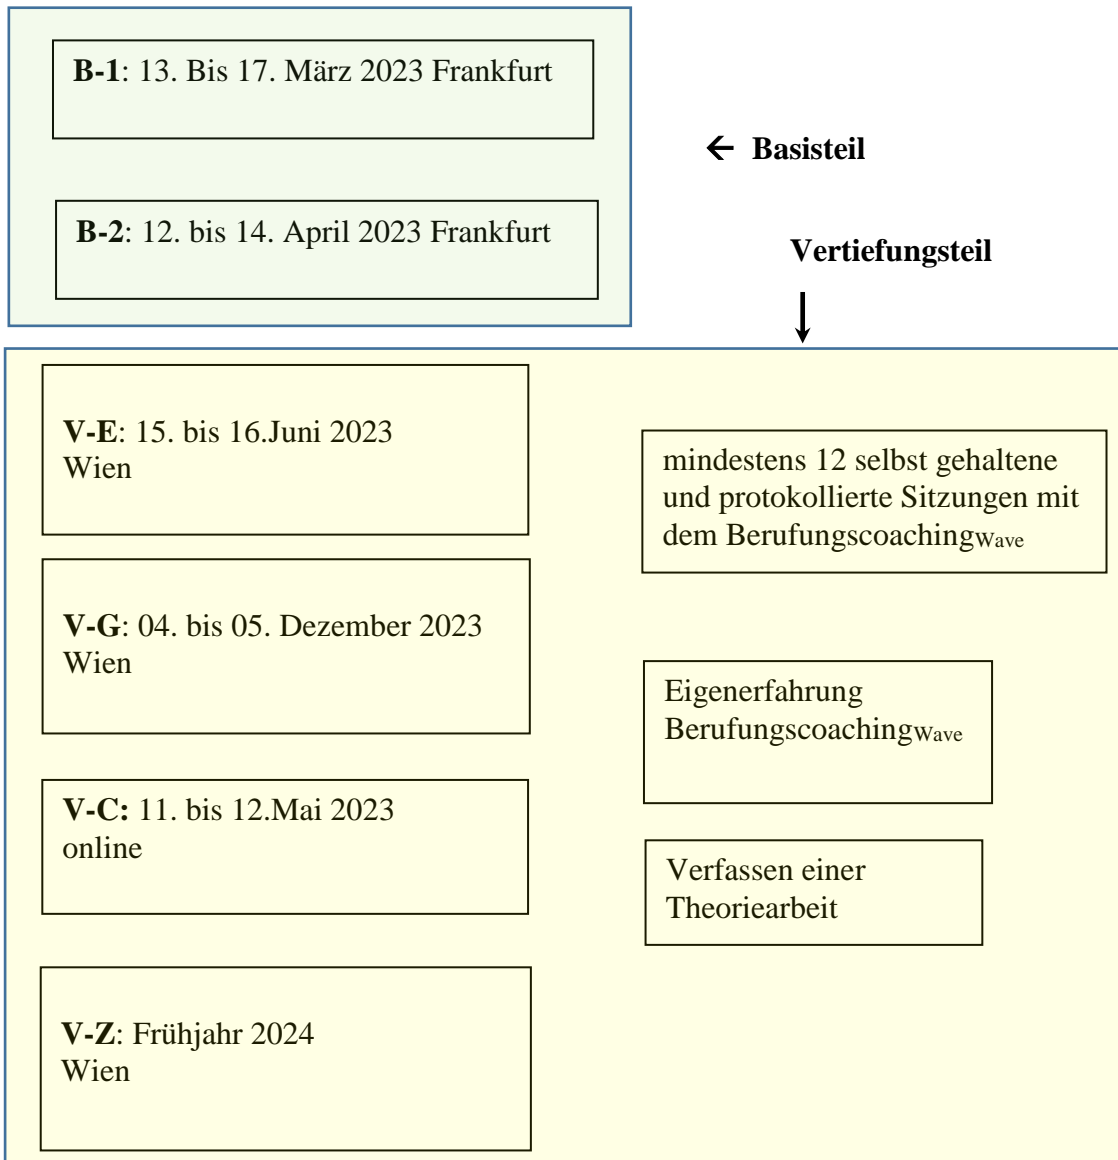 B-1: 13. Bis 17. März 2023 Frankfurt
← Basisteil
B-2: 12. bis 14. April 2023 Frankfurt
Vertiefungsteil
↓
V-E: 15. bis 16.Juni 2023
Wien
mindestens 12 selbst gehaltene
und protokollierte Sitzungen mit
dem BerufungscoachingWave
V-G: 04. bis 05. Dezember 2023
Wien
Eigenerfahrung
BerufungscoachingWave
V-C: 11. bis 12.Mai 2023
online
Verfassen einer
Theoriearbeit
V-Z: Frühjahr 2024
Wien